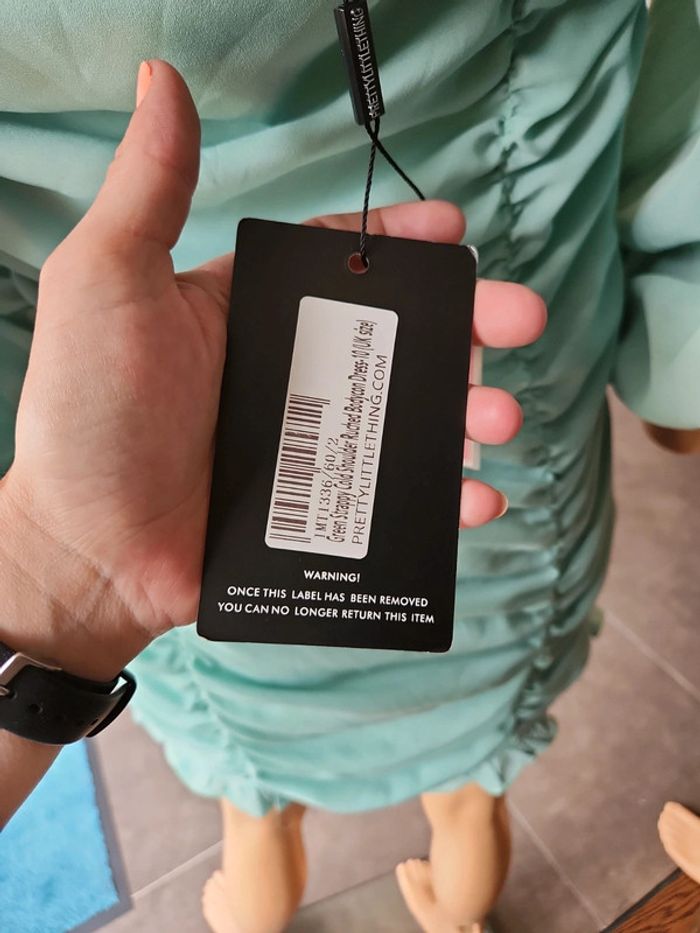 PRETTYLITTLETHING
1MT1336/60/2
Green Strappy Cold Shoulder Ruched Bodycon Dress- 10 (UK size)
PRETTYLITTLETHING.COM
WARNING!
ONCE THIS LABEL HAS BEEN REMOVED
YOU CAN NO LONGER RETURN THIS ITEM